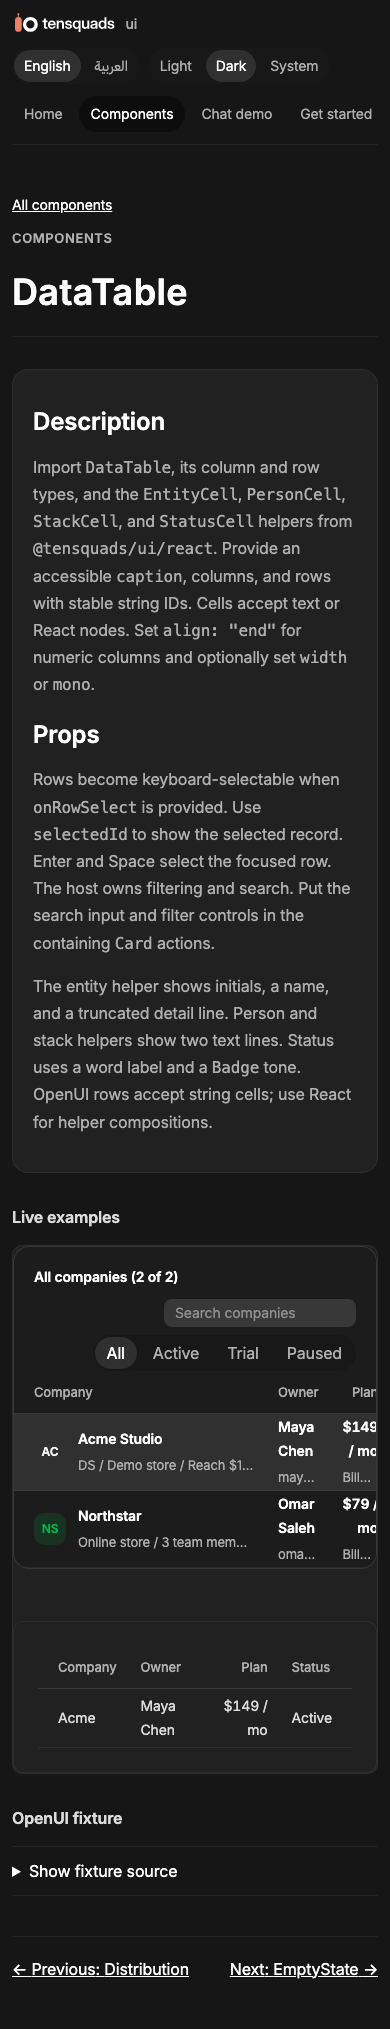 tensquads ui
English العربية Light Dark System
Home Components Chat demo Get started
All components
COMPONENTS
DataTable
Description
Import DataTable, its column and row
types, and the EntityCell, PersonCell,
StackCell, and StatusCell helpers from
@tensquads/ui/react. Provide an
accessible caption, columns, and rows
with stable string IDs. Cells accept text or
React nodes. Set align: "end" for
numeric columns and optionally set width
or mono.
Props
Rows become keyboard-selectable when
onRowSelect is provided. Use
selectedId to show the selected record.
Enter and Space select the focused row.
The host owns filtering and search. Put the
search input and filter controls in the
containing Card actions.
The entity helper shows initials, a name,
and a truncated detail line. Person and
stack helpers show two text lines. Status
uses a word label and a Badge tone.
OpenUI rows accept string cells; use React
for helper compositions.
Live examples
All companies (2 of 2)
Search companies
All Active Trial Paused
Company Owner Plan
AC Acme Studio Maya Chen $149 / mo
DS / Demo store / Reach $1... may... Bill...
NS Northstar Omar Saleh $79 / mo
Online store / 3 team mem... oma... Bill...
Company Owner Plan Status
Acme Maya Chen $149 / mo Active
OpenUI fixture
Show fixture source
← Previous: Distribution Next: EmptyState →